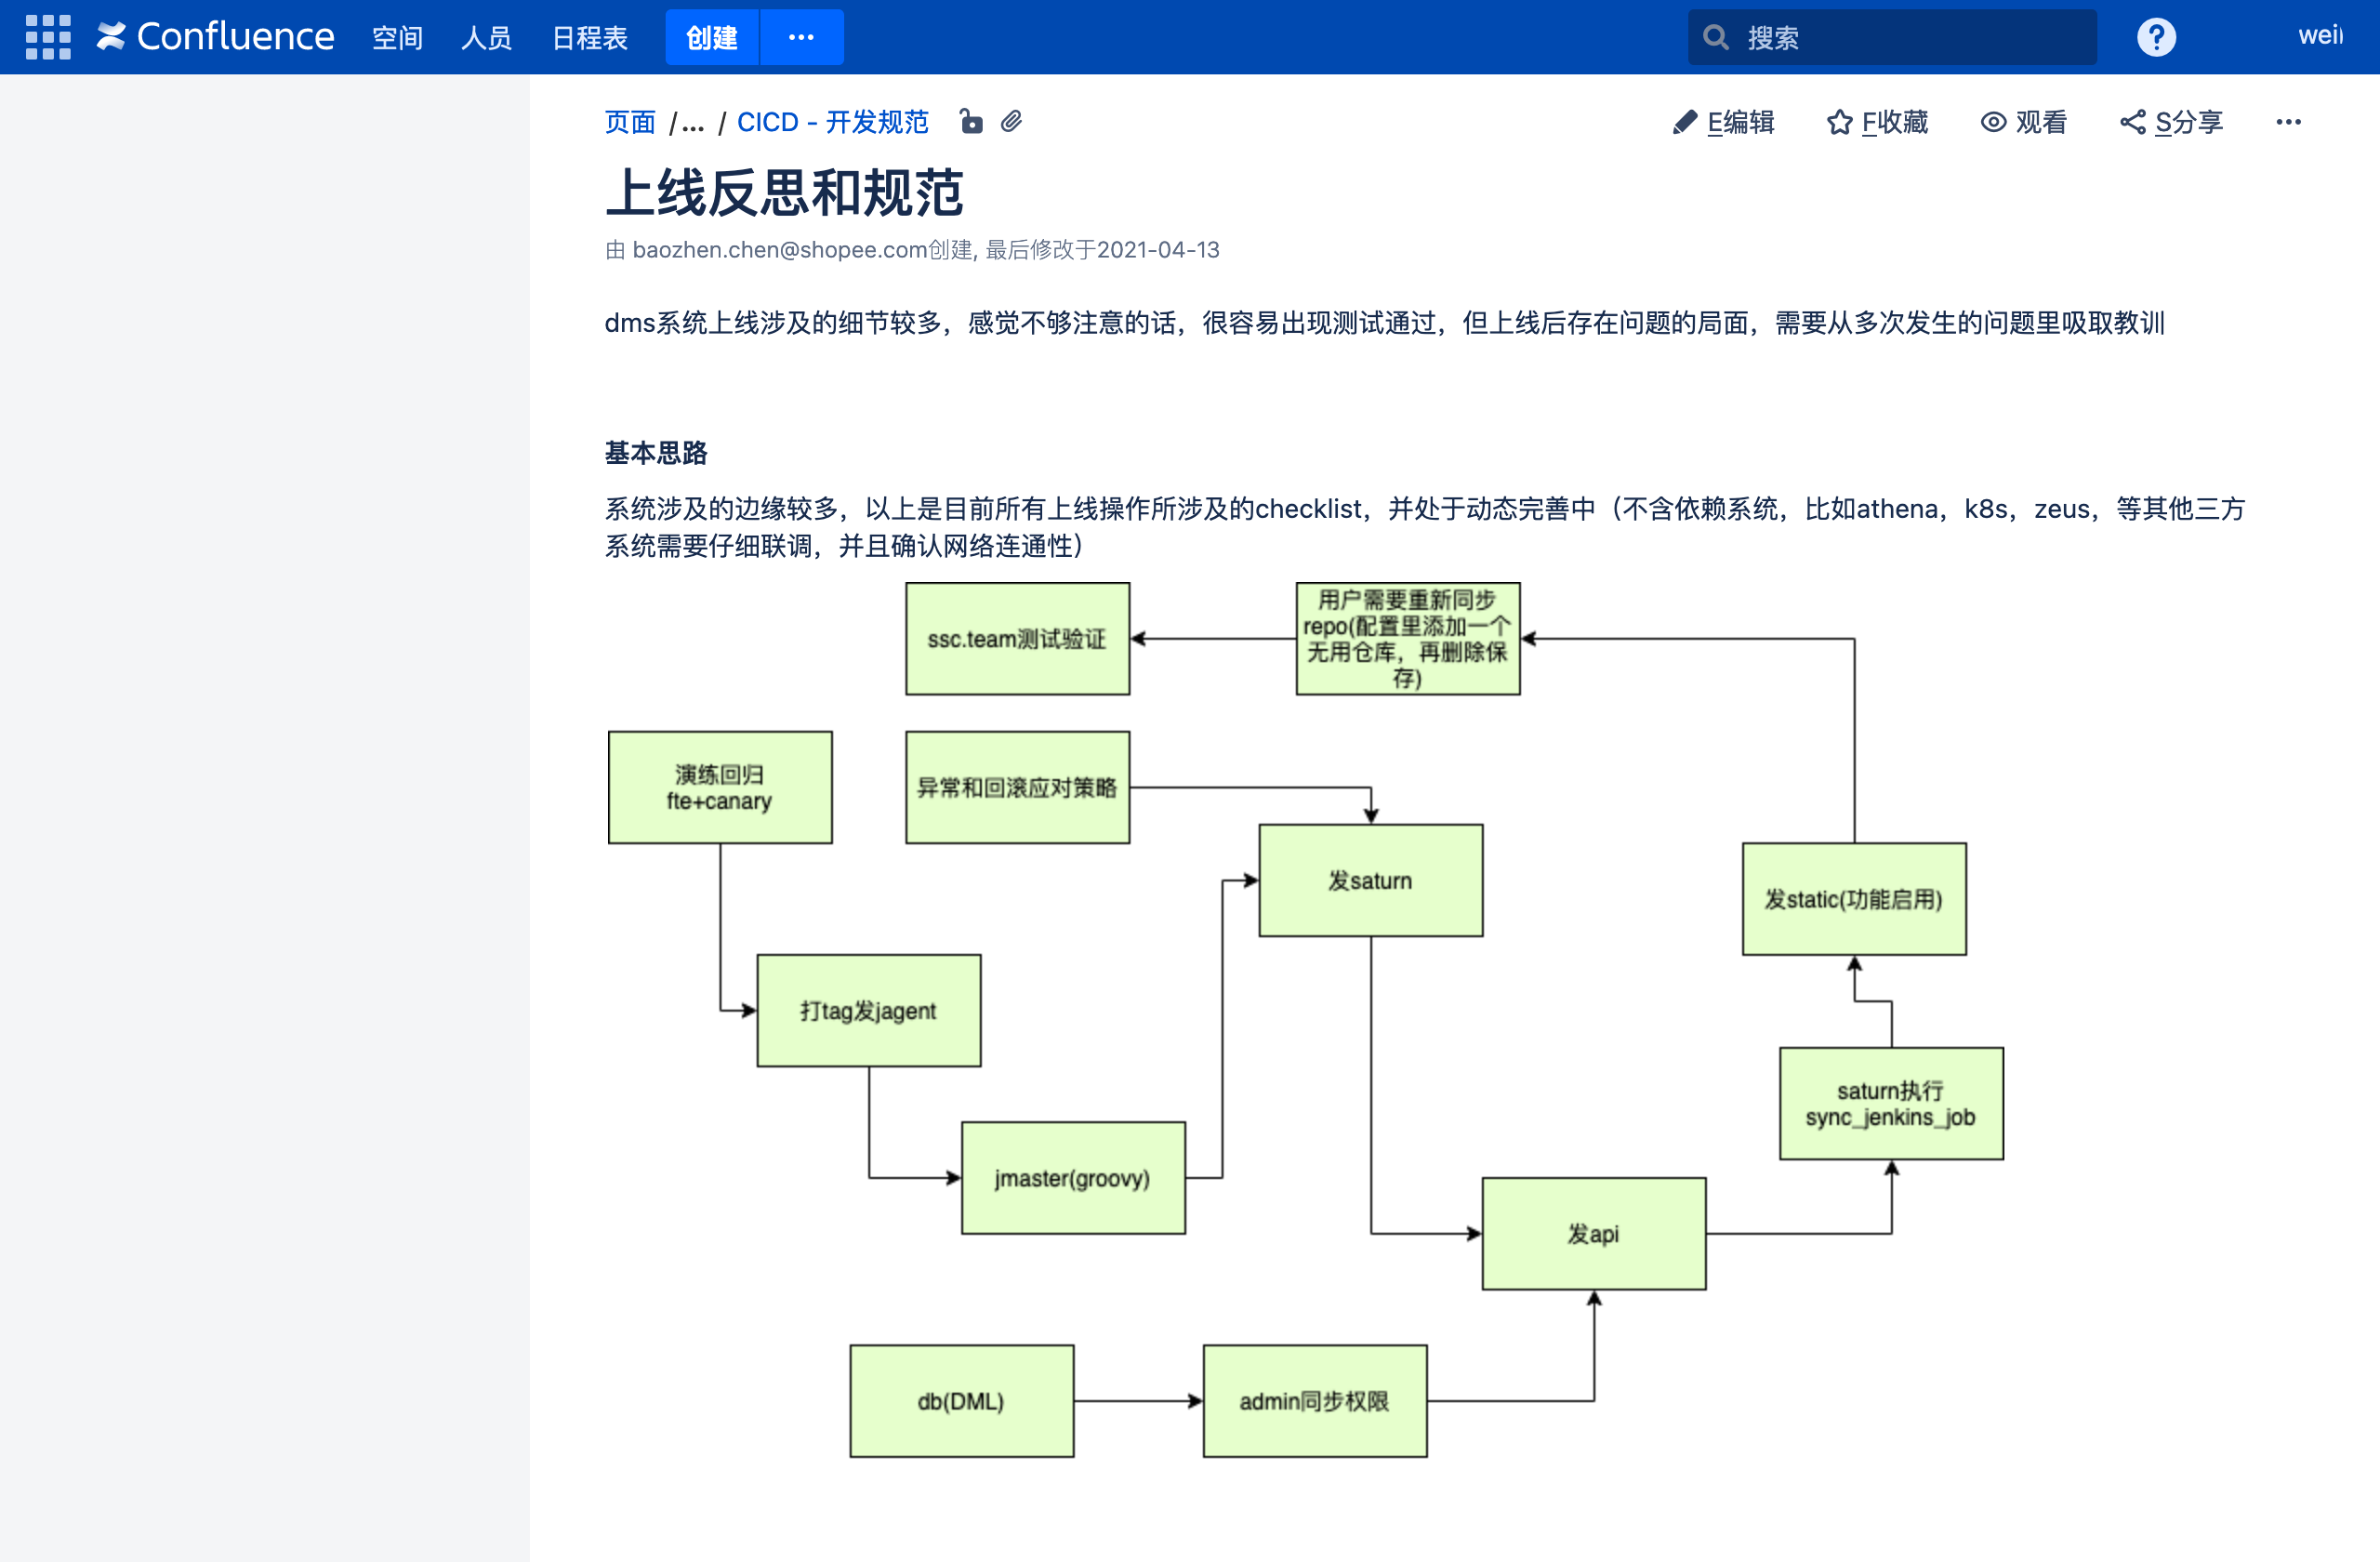 Confluence 空间 人员 日程表 创建 ··· 搜索 ? wei
页面 /... / CICD - 开发规范 E编辑 F收藏 观看 S分享 ···
上线反思和规范
由 baozhen.chen@shopee.com创建, 最后修改于2021-04-13
dms系统上线涉及的细节较多，感觉不够注意的话，很容易出现测试通过，但上线后存在问题的局面，需要从多次发生的问题里吸取教训
基本思路
系统涉及的边缘较多，以上是目前所有上线操作所涉及的checklist，并处于动态完善中（不含依赖系统，比如athena，k8s，zeus，等其他三方
系统需要仔细联调，并且确认网络连通性）
ssc.team测试验证
用户需要重新同步
repo(配置里添加一个
无用仓库，再删除保
存)
演练回归
fte+canary
异常和回滚应对策略
发saturn
发static(功能启用)
打tag发jagent
saturn执行
sync_jenkins_job
jmaster(groovy)
发api
db(DML)
admin同步权限